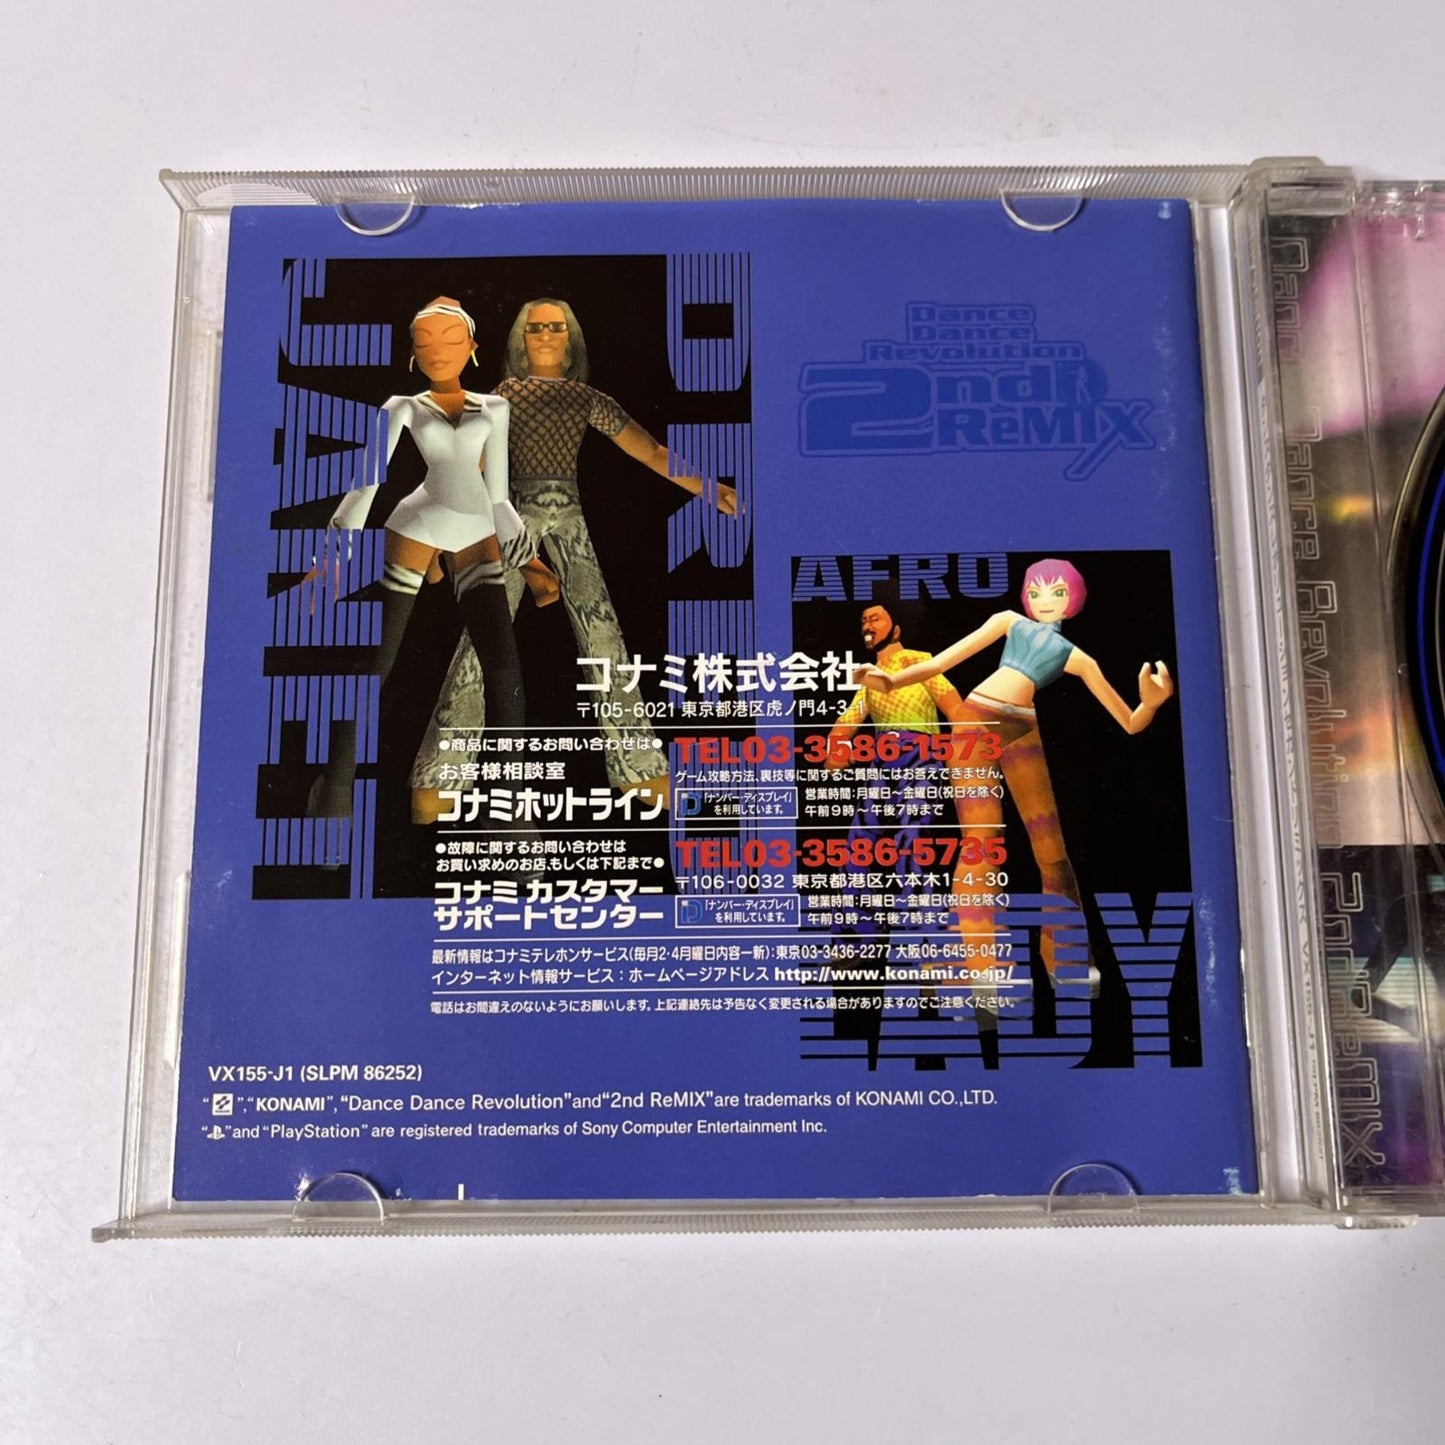 JANET
DREAD
Dance
Dance
Revolution
2nd
ReMIX
AFRO
LADY
コナミ株式会社
〒105-6021 東京都港区虎ノ門4-3-1
●商品に関するお問い合わせは●
お客様相談室
コナミホットライン
TEL03-3586-1573
ゲーム攻略方法、裏技等に関するご質問にはお答えできません。
「ナンバー・ディスプレイ」
を利用しています。
営業時間:月曜日〜金曜日(祝日を除く)
午前9時〜午後7時まで
●故障に関するお問い合わせは
お買い求めのお店、もしくは下記まで●
コナミ カスタマー
サポートセンター
TEL03-3586-5735
〒106-0032 東京都港区六本木1-4-30
「ナンバー・ディスプレイ」
を利用しています。
営業時間:月曜日〜金曜日(祝日を除く)
午前9時〜午後7時まで
最新情報はコナミテレホンサービス(毎月2・4月曜日内容一新):東京03-3436-2277 大阪06-6455-0477
インターネット情報サービス:ホームページアドレス http://www.konami.co.jp/
電話はお間違えのないようにお願いします。上記連絡先は予告なく変更される場合がありますのでご注意ください。
VX155-J1 (SLPM 86252)
" ","KONAMI","Dance Dance Revolution"and"2nd ReMIX"are trademarks of KONAMI CO.,LTD.
" "and "PlayStation" are registered trademarks of Sony Computer Entertainment Inc.
Dance Dance Revolution 2ndReMIX